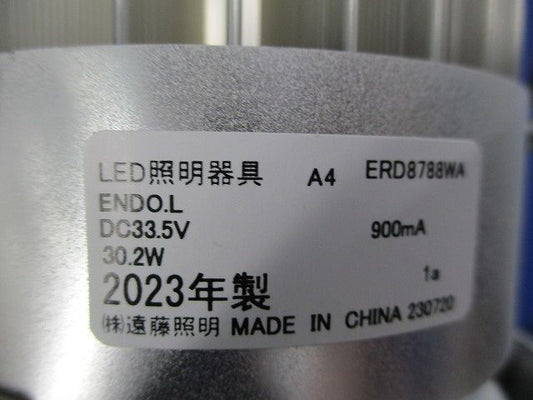 LED照明器具 A4 ERD8788WA
ENDO.L
DC33.5V 900mA
30.2W
2023年製 1a
㈱遠藤照明 MADE IN CHINA 230720